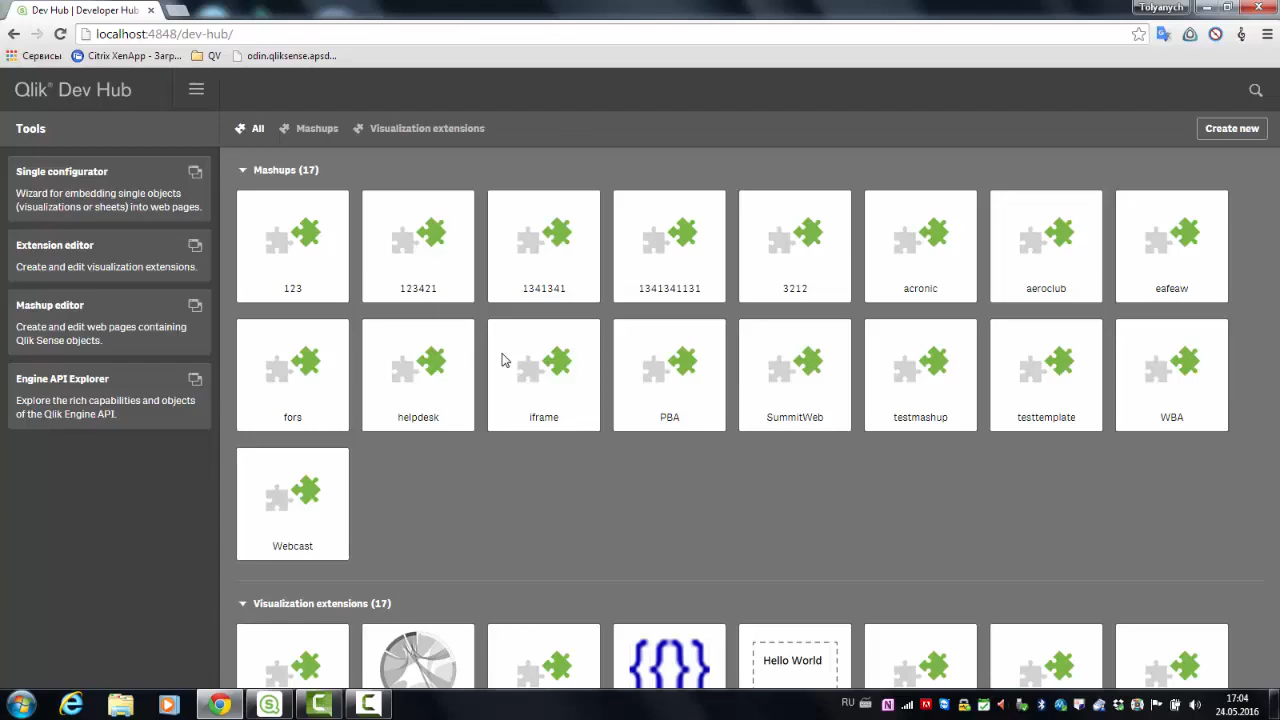 Dev Hub | Developer Hub
Tolyanych
localhost:4848/dev-hub/
Сервисы
Citrix XenApp - Загр...
QV
odin.qliksense.apsd...
Qlik® Dev Hub
Tools
All
Mashups
Visualization extensions
Create new
Single configurator
Wizard for embedding single objects
(visualizations or sheets) into web pages.
Extension editor
Create and edit visualization extensions.
Mashup editor
Create and edit web pages containing
Qlik Sense objects.
Engine API Explorer
Explore the rich capabilities and objects
of the Qlik Engine API.
Mashups (17)
123
123421
1341341
1341341131
3212
acronic
aeroclub
eafeaw
fors
helpdesk
iframe
PBA
SummitWeb
testmashup
testtemplate
WBA
Webcast
Visualization extensions (17)
Hello World
RU
17:04
24.05.2016